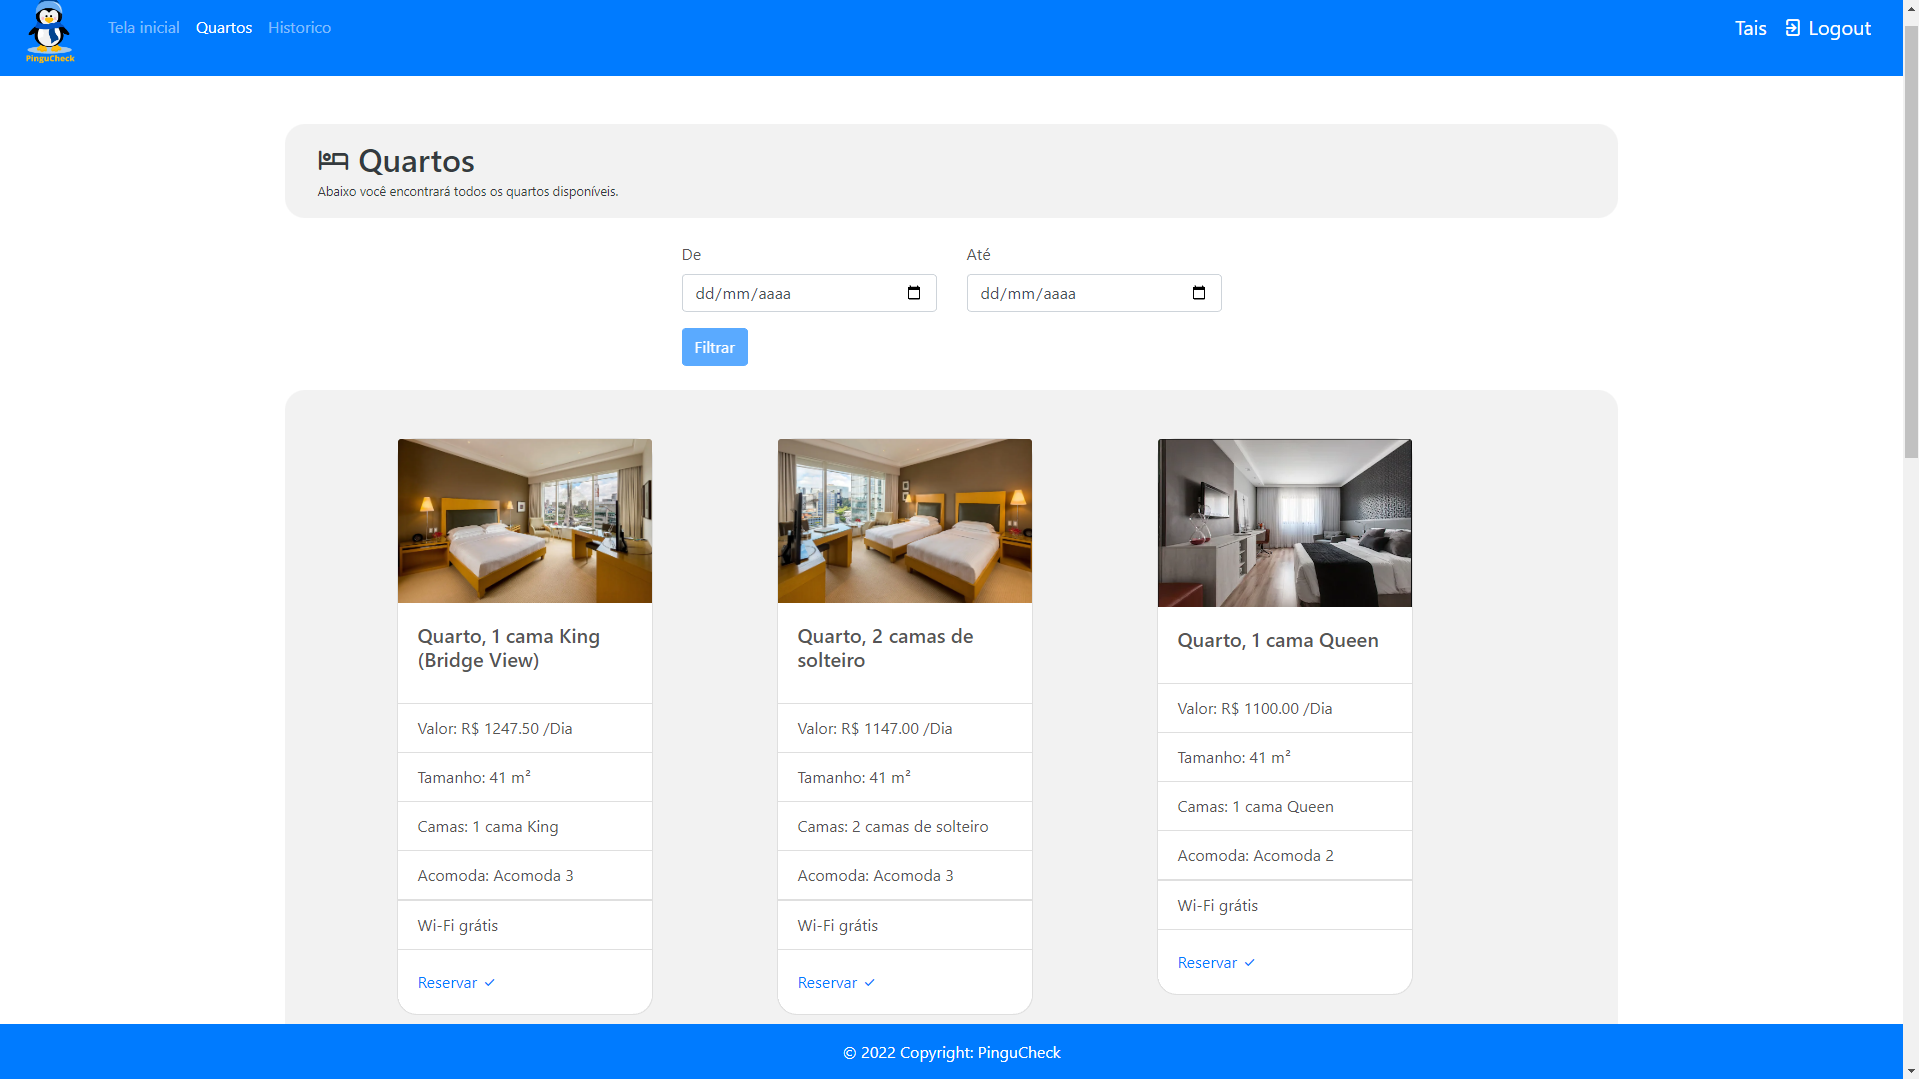 PinguCheck
Tela inicial
Quartos
Historico
Tais
Logout
Quartos
Abaixo você encontrará todos os quartos disponíveis.
De
Até
dd/mm/aaaa
dd/mm/aaaa
Filtrar
Quarto, 1 cama King
(Bridge View)
Valor: R$ 1247.50 /Dia
Tamanho: 41 m²
Camas: 1 cama King
Acomoda: Acomoda 3
Wi-Fi grátis
Reservar ✓
Quarto, 2 camas de
solteiro
Valor: R$ 1147.00 /Dia
Tamanho: 41 m²
Camas: 2 camas de solteiro
Acomoda: Acomoda 3
Wi-Fi grátis
Reservar ✓
Quarto, 1 cama Queen
Valor: R$ 1100.00 /Dia
Tamanho: 41 m²
Camas: 1 cama Queen
Acomoda: Acomoda 2
Wi-Fi grátis
Reservar ✓
© 2022 Copyright: PinguCheck